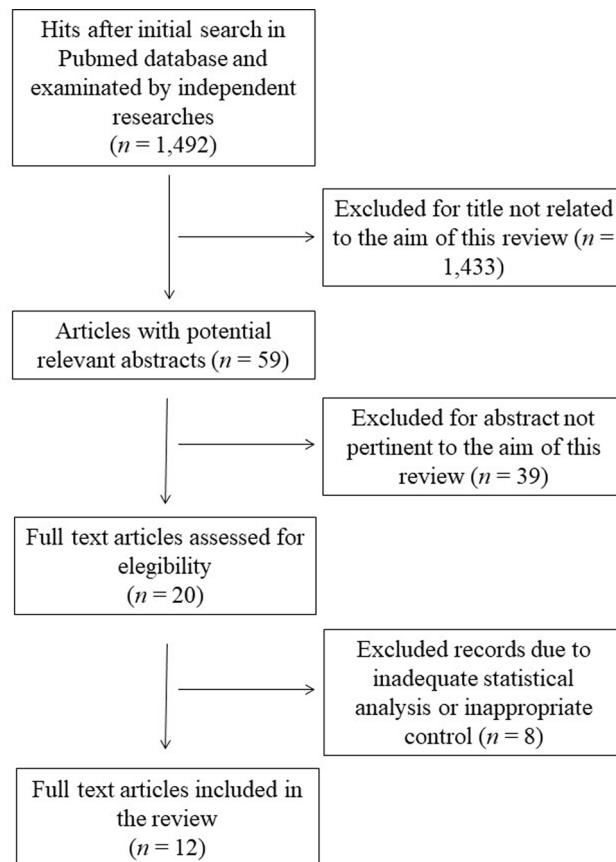 Hits after initial search in
Pubmed database and
examinated by independent
researches
(n = 1,492)
Excluded for title not related
to the aim of this review (n =
1,433)
Articles with potential
relevant abstracts (n = 59)
Excluded for abstract not
pertinent to the aim of this
review (n = 39)
Full text articles assessed for
elegibility
(n = 20)
Excluded records due to
inadequate statistical
analysis or inappropriate
control (n = 8)
Full text articles included in
the review
(n = 12)